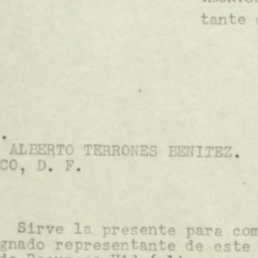 tante
ALBERTO TERRONES BENITEZ.
CO, D. F.
Sirve la presente para com
gnado representante de este